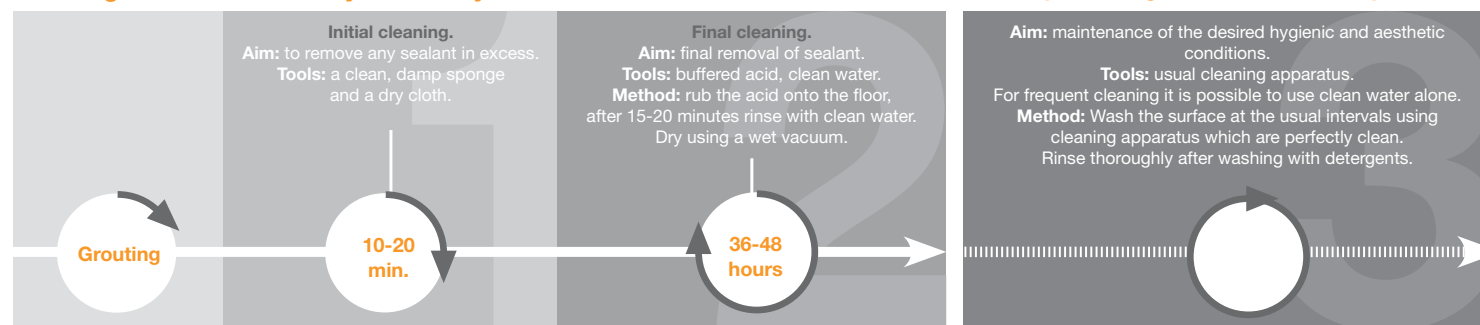 Initial cleaning.
Aim: to remove any sealant in excess.
Tools: a clean, damp sponge
and a dry cloth.
Final cleaning.
Aim: final removal of sealant.
Tools: buffered acid, clean water.
Method: rub the acid onto the floor,
after 15-20 minutes rinse with clean water.
Dry using a wet vacuum.
Aim: maintenance of the desired hygienic and aesthetic
conditions.
Tools: usual cleaning apparatus.
For frequent cleaning it is possible to use clean water alone.
Method: Wash the surface at the usual intervals using
cleaning apparatus which are perfectly clean.
Rinse thoroughly after washing with detergents.
1
2
3
Grouting
10-20
min.
36-48
hours